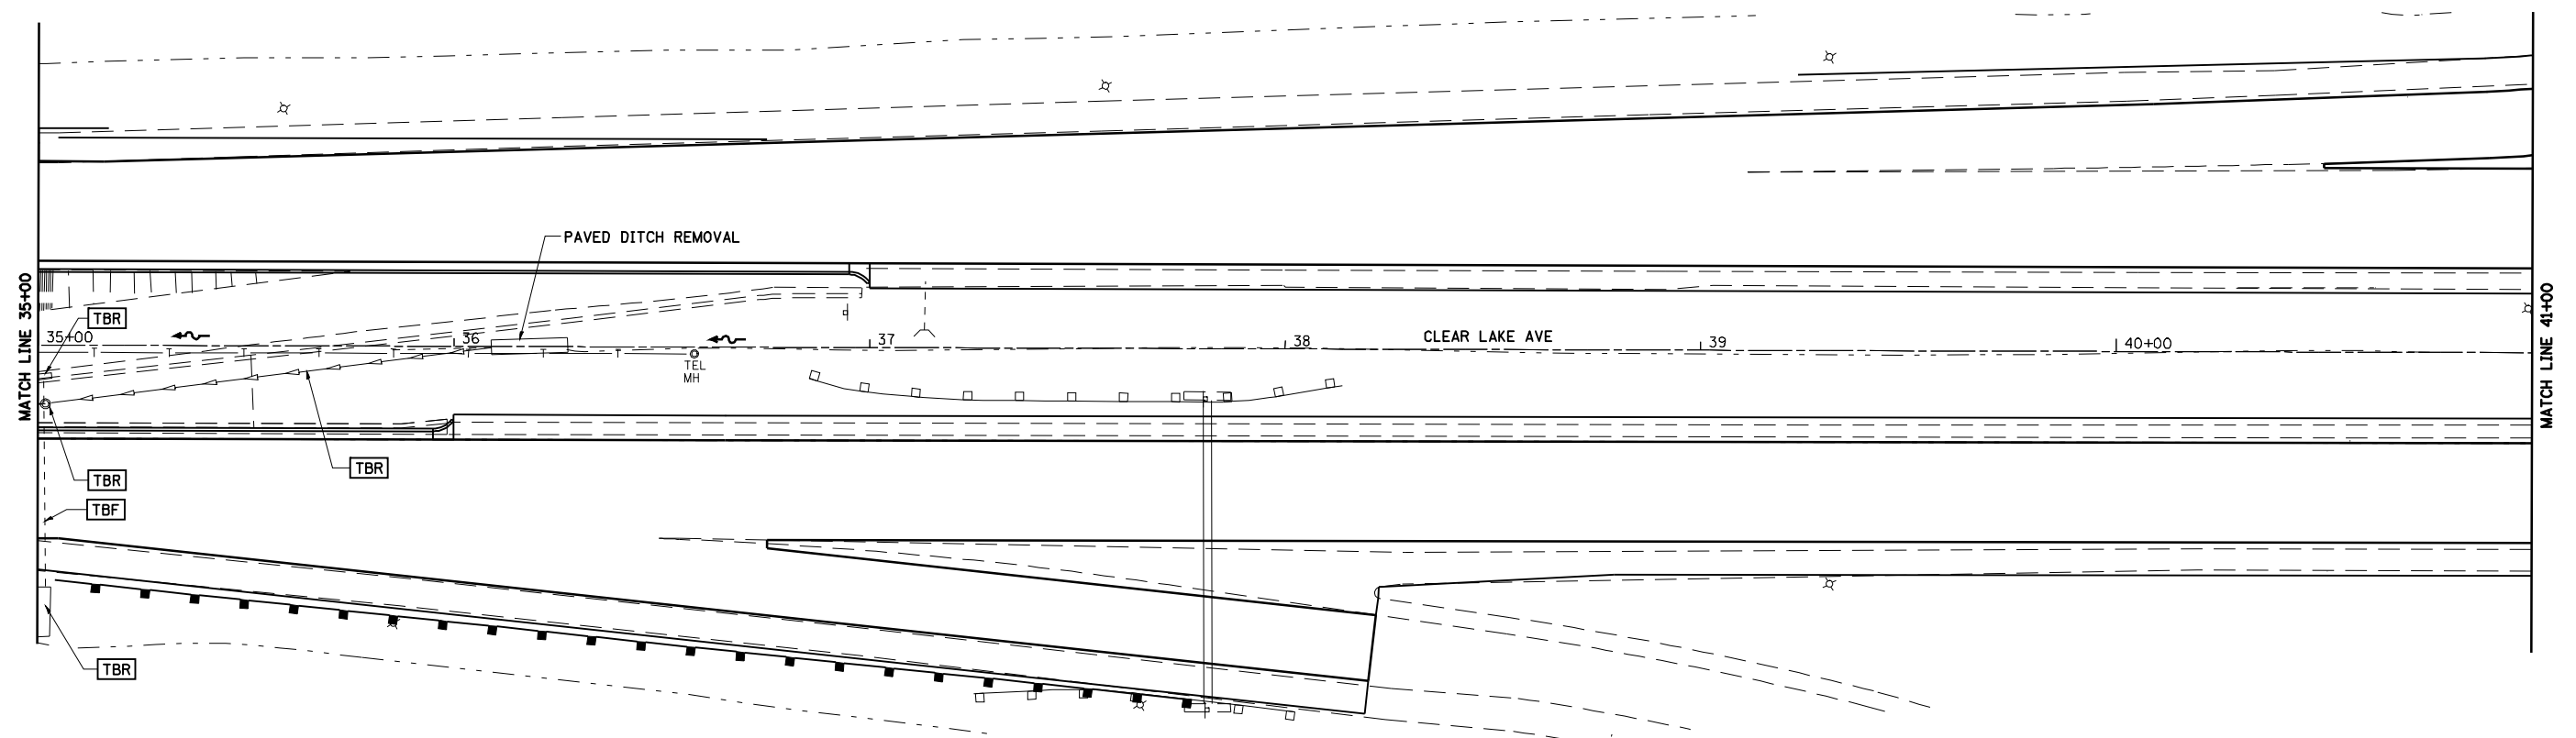 PAVED DITCH REMOVAL
MATCH LINE 35+00
MATCH LINE 41+00
TBR
35+00
36
37
38
CLEAR LAKE AVE
39
40+00
TEL
MH
TBR
TBR
TBF
TBR